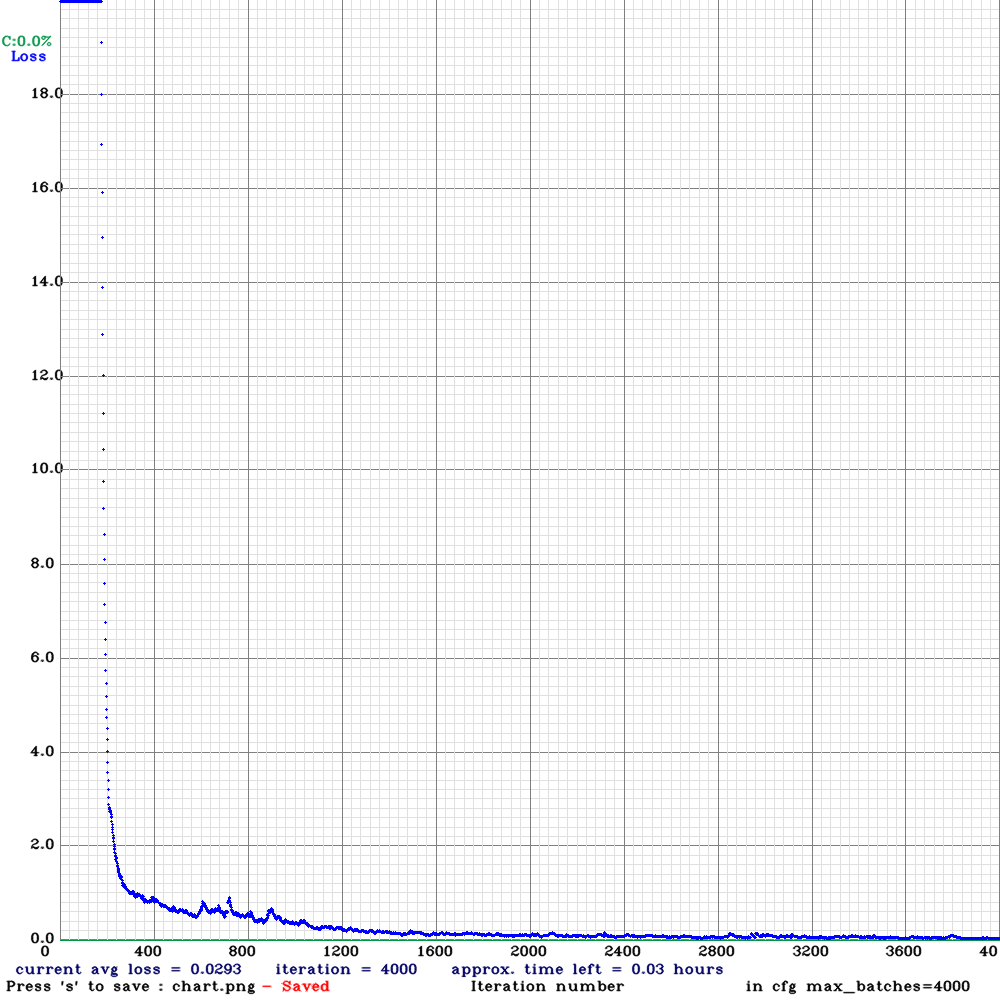 C:0.0%
Loss
18.0
16.0
14.0
12.0
10.0
8.0
6.0
4.0
2.0
0.0
0 400 800 1200 1600 2000 2400 2800 3200 3600 40
current avg loss = 0.0293 iteration = 4000 approx. time left = 0.03 hours
Press 's' to save : chart.png - Saved Iteration number in cfg max_batches=4000